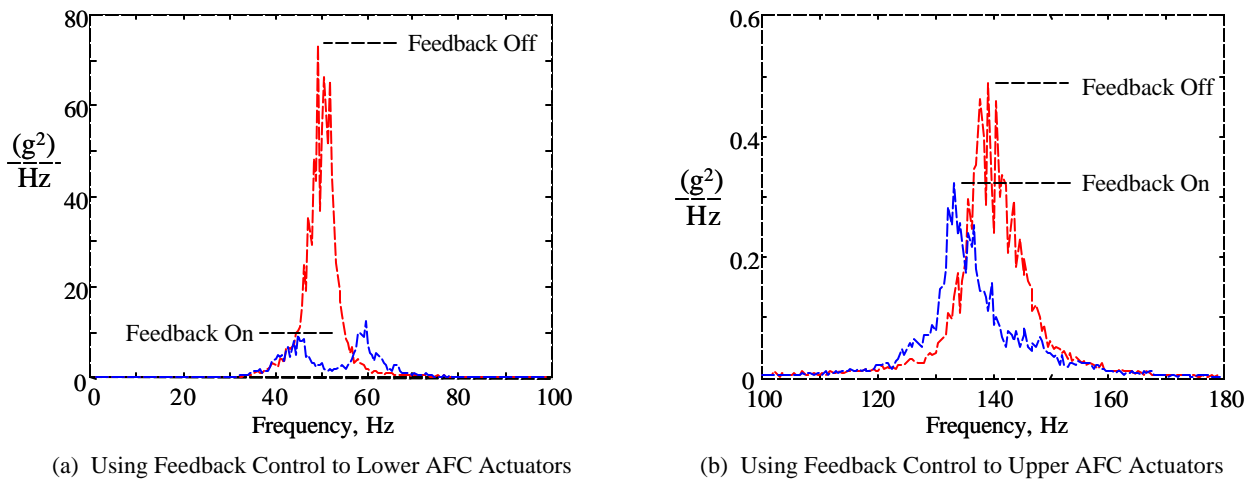 80
60
40
20
0
(g²)
Hz
Feedback Off
Feedback On
0 20 40 60 80 100
Frequency, Hz
(a) Using Feedback Control to Lower AFC Actuators
0.6
0.4
0.2
0
(g²)
Hz
Feedback Off
Feedback On
100 120 140 160 180
Frequency, Hz
(b) Using Feedback Control to Upper AFC Actuators